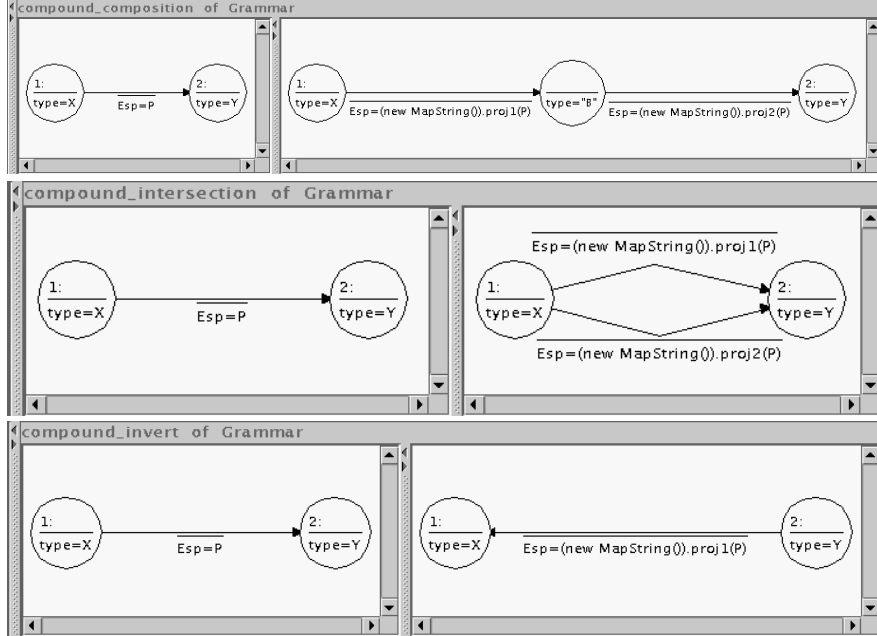 compound_composition of Grammar
1:
type=X
Esp=P
2:
type=Y
1:
type=X
Esp=(new MapString()).proj1(P)
type="B"
Esp=(new MapString()).proj2(P)
2:
type=Y
compound_intersection of Grammar
1:
type=X
Esp=P
2:
type=Y
Esp=(new MapString()).proj1(P)
1:
type=X
2:
type=Y
Esp=(new MapString()).proj2(P)
compound_invert of Grammar
1:
type=X
Esp=P
2:
type=Y
1:
type=X
Esp=(new MapString()).proj1(P)
2:
type=Y